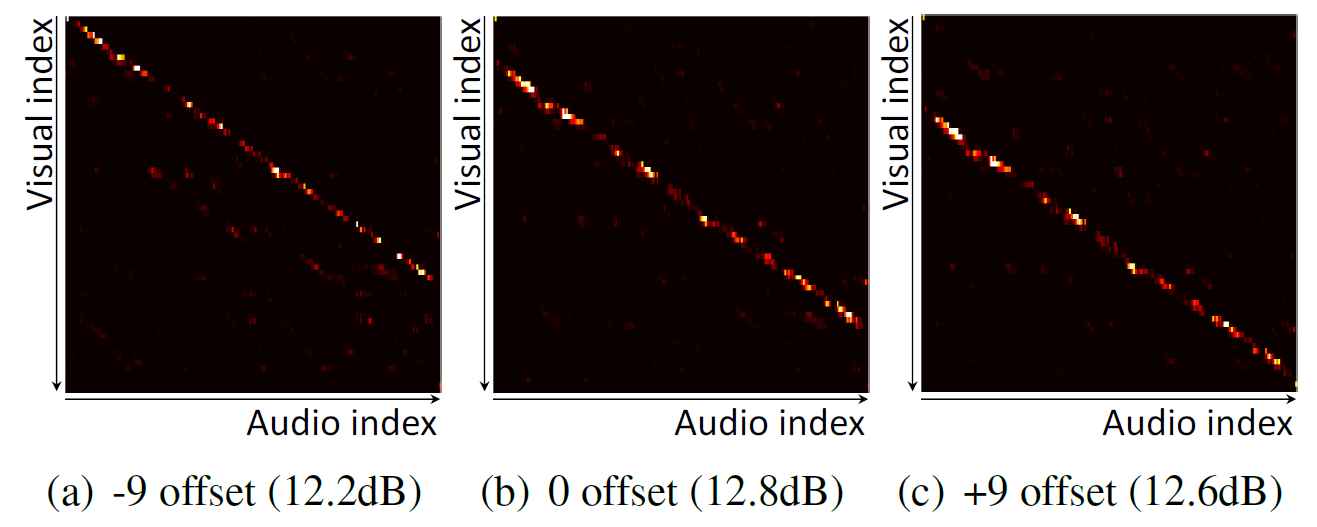 Visual index
Audio index
Visual index
Audio index
Visual index
Audio index
(a) -9 offset (12.2dB)
(b) 0 offset (12.8dB)
(c) +9 offset (12.6dB)